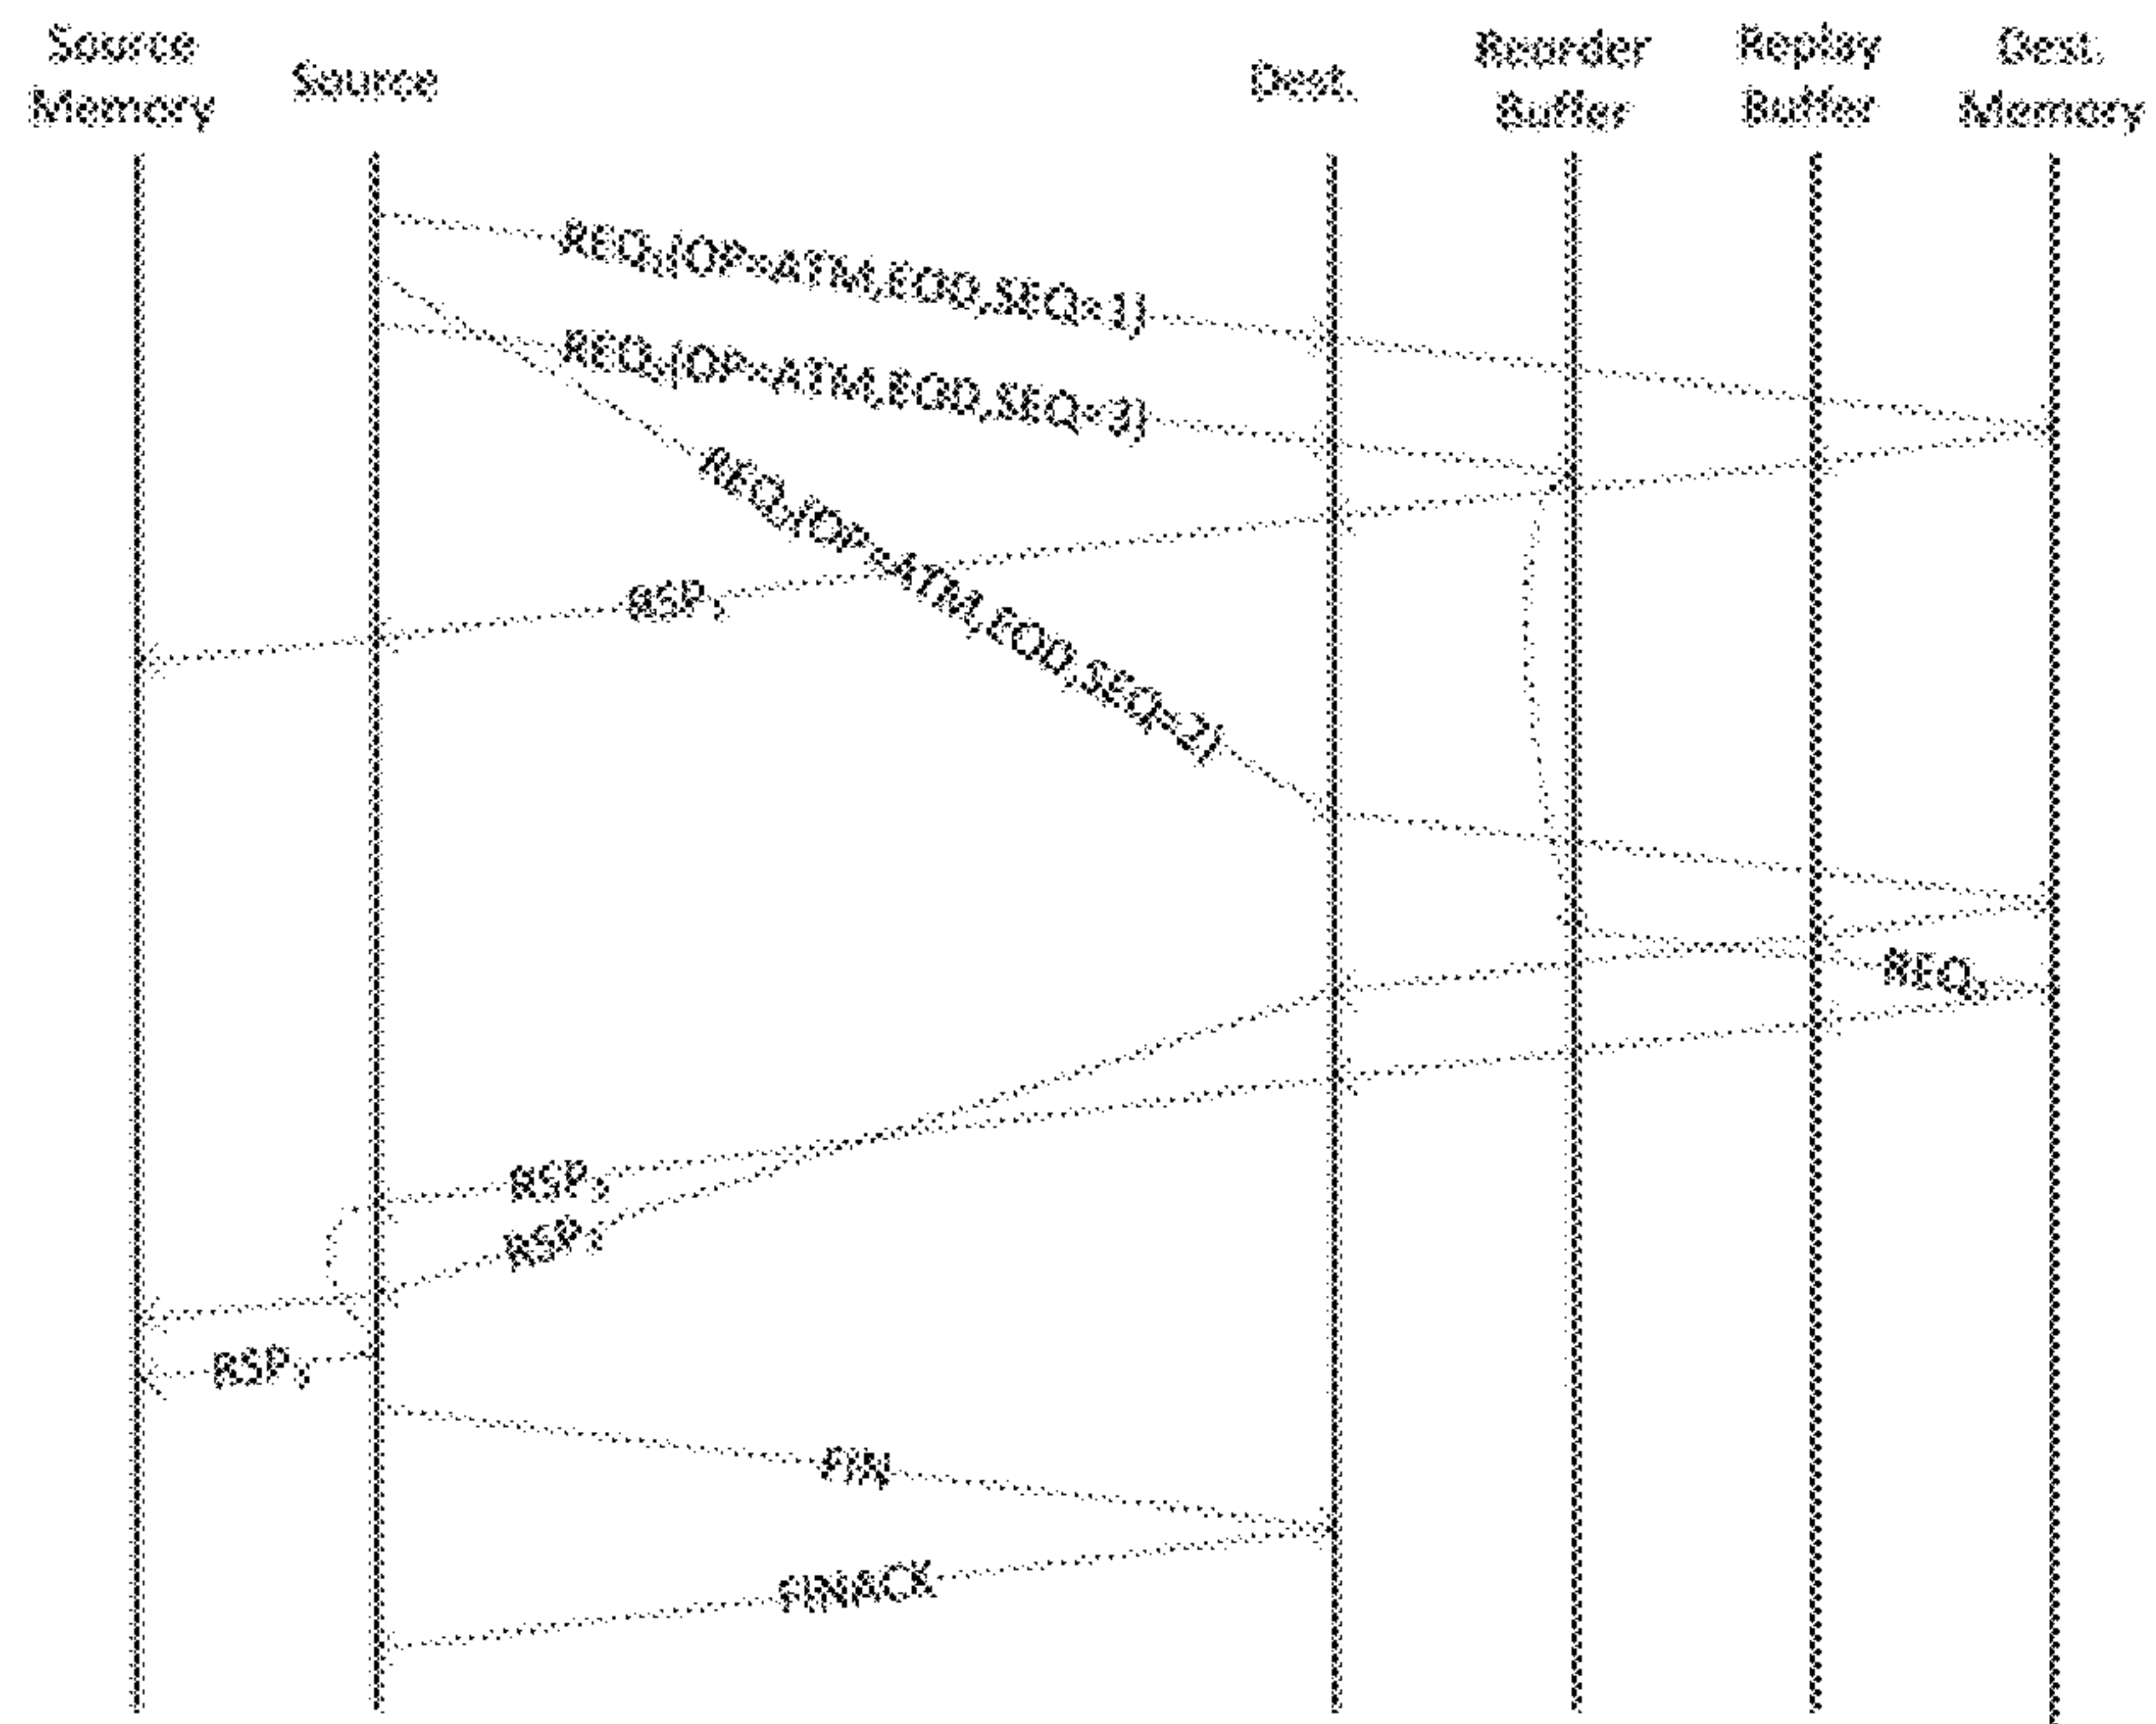 Source
Memory
Source
Dest.
Reorder
Buffer
Replay
Buffer
Dest.
Memory
REQ₁(OP=ATM,EOD,SEQ=1)
REQ₃(OP=ATM,EOD,SEQ=3)
REQ₂(OP=ATM,EOD,SEQ=2)
RSP₁
REQ₃
RSP₃
RSP₂
RSP₃
FIN
FINACK